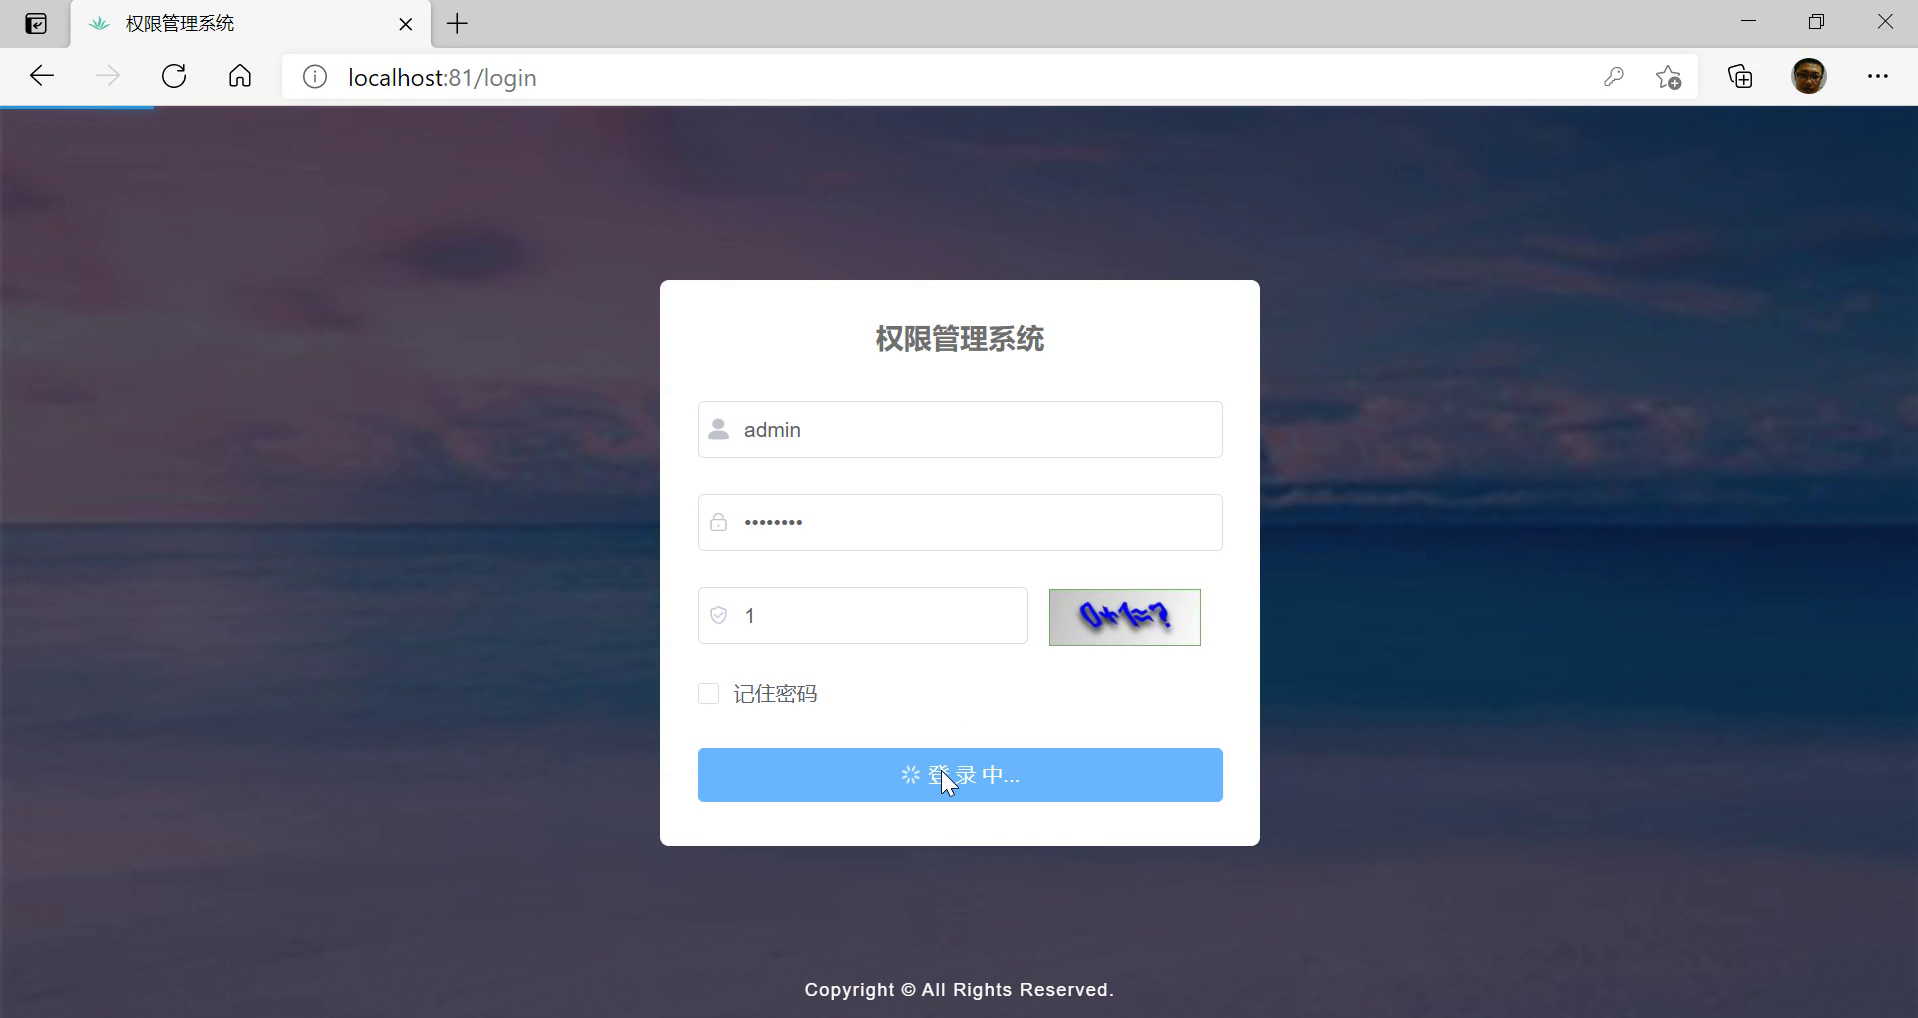 权限管理系统
localhost:81/login
权限管理系统
admin
••••••••
1
0+1=?
记住密码
登 录 中...
Copyright © All Rights Reserved.